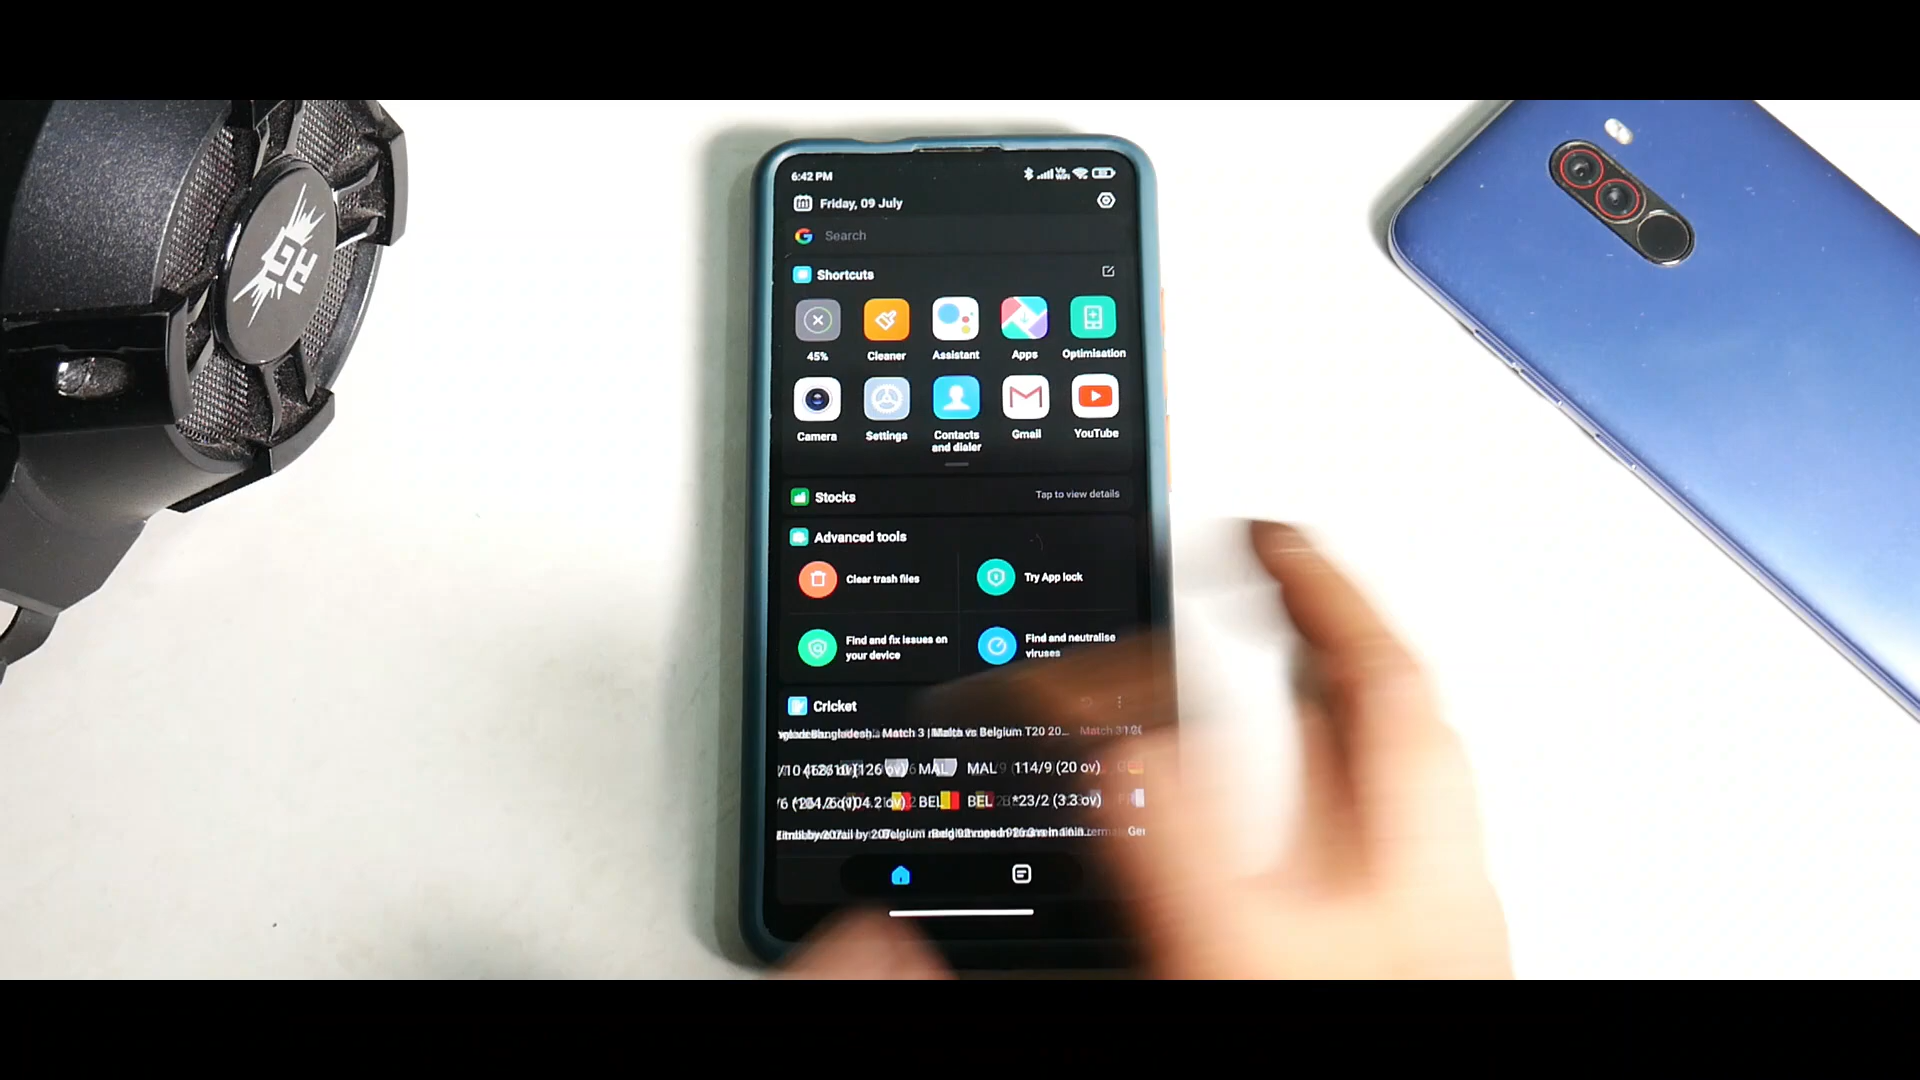 6:42 PM
Friday, 09 July
Search
Shortcuts
45%
Cleaner
Assistant
Apps
Optimisation
Camera
Settings
Contacts
and dialer
Gmail
YouTube
Stocks
Tap to view details
Advanced tools
Clear trash files
Try App lock
Find and fix issues on
your device
Find and neutralise
viruses
Cricket
Match 3 | Malta vs Belgium T20 20...
MAL 114/9 (20 ov)
BEL *23/2 (3.3 ov)